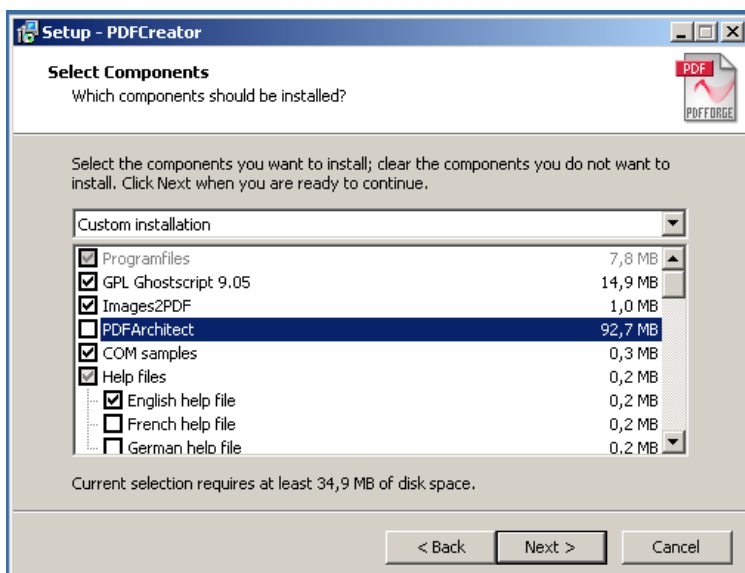 Setup - PDFCreator
Select Components
Which components should be installed?
PDF
PDFFORGE
Select the components you want to install; clear the components you do not want to
install. Click Next when you are ready to continue.
Custom installation
Programfiles 7,8 MB
GPL Ghostscript 9.05 14,9 MB
Images2PDF 1,0 MB
PDFArchitect 92,7 MB
COM samples 0,3 MB
Help files 0,2 MB
English help file 0,2 MB
French help file 0,2 MB
German help file 0,2 MB
Current selection requires at least 34,9 MB of disk space.
< Back Next > Cancel